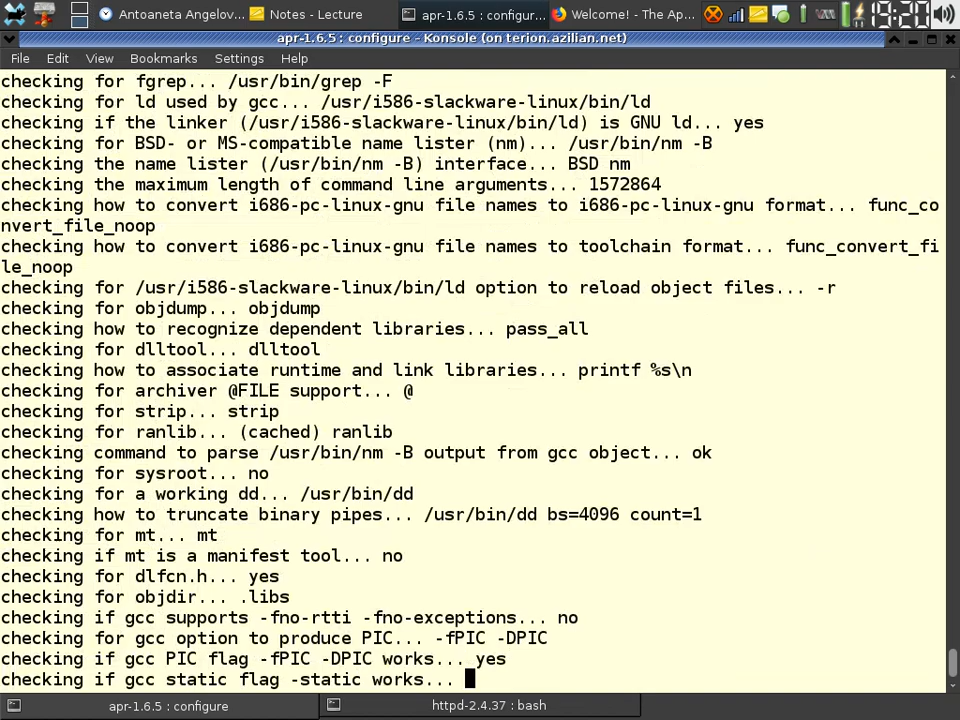 Antoaneta Angelov...
Notes - Lecture
apr-1.6.5 : configur...
Welcome! - The Ap...
19:20
apr-1.6.5 : configure - Konsole (on terion.azilian.net)
File Edit View Bookmarks Settings Help
checking for fgrep... /usr/bin/grep -F
checking for ld used by gcc... /usr/i586-slackware-linux/bin/ld
checking if the linker (/usr/i586-slackware-linux/bin/ld) is GNU ld... yes
checking for BSD- or MS-compatible name lister (nm)... /usr/bin/nm -B
checking the name lister (/usr/bin/nm -B) interface... BSD nm
checking the maximum length of command line arguments... 1572864
checking how to convert i686-pc-linux-gnu file names to i686-pc-linux-gnu format... func_co
nvert_file_noop
checking how to convert i686-pc-linux-gnu file names to toolchain format... func_convert_fi
le_noop
checking for /usr/i586-slackware-linux/bin/ld option to reload object files... -r
checking for objdump... objdump
checking how to recognize dependent libraries... pass_all
checking for dlltool... dlltool
checking how to associate runtime and link libraries... printf %s\n
checking for archiver @FILE support... @
checking for strip... strip
checking for ranlib... (cached) ranlib
checking command to parse /usr/bin/nm -B output from gcc object... ok
checking for sysroot... no
checking for a working dd... /usr/bin/dd
checking how to truncate binary pipes... /usr/bin/dd bs=4096 count=1
checking for mt... mt
checking if mt is a manifest tool... no
checking for dlfcn.h... yes
checking for objdir... .libs
checking if gcc supports -fno-rtti -fno-exceptions... no
checking for gcc option to produce PIC... -fPIC -DPIC
checking if gcc PIC flag -fPIC -DPIC works... yes
checking if gcc static flag -static works...
apr-1.6.5 : configure
httpd-2.4.37 : bash